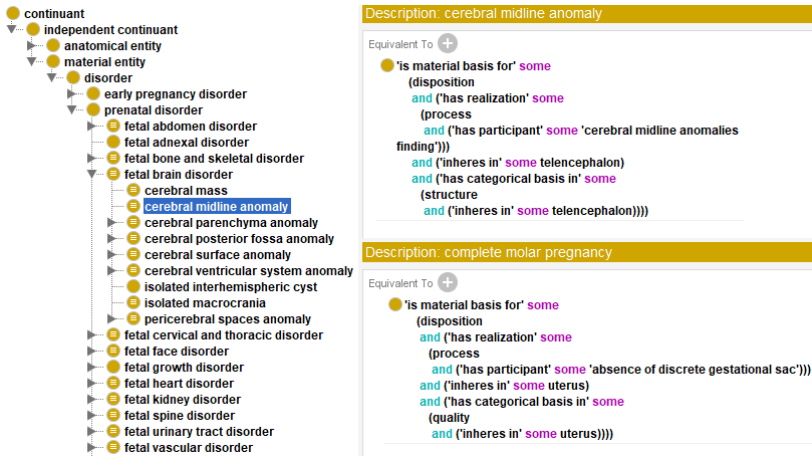 continuant
independent continuant
anatomical entity
material entity
disorder
early pregnancy disorder
prenatal disorder
fetal abdomen disorder
fetal adnexal disorder
fetal bone and skeletal disorder
fetal brain disorder
cerebral mass
cerebral midline anomaly
cerebral parenchyma anomaly
cerebral posterior fossa anomaly
cerebral surface anomaly
cerebral ventricular system anomaly
isolated interhemispheric cyst
isolated macrocrania
pericerebral spaces anomaly
fetal cervical and thoracic disorder
fetal face disorder
fetal growth disorder
fetal heart disorder
fetal kidney disorder
fetal spine disorder
fetal urinary tract disorder
fetal vascular disorder
Description: cerebral midline anomaly
Equivalent To
'is material basis for' some
(disposition
and ('has realization' some
(process
and ('has participant' some 'cerebral midline anomalies
finding')))
and ('inheres in' some telencephalon)
and ('has categorical basis in' some
(structure
and ('inheres in' some telencephalon))))
Description: complete molar pregnancy
Equivalent To
'is material basis for' some
(disposition
and ('has realization' some
(process
and ('has participant' some 'absence of discrete gestational sac')))
and ('inheres in' some uterus)
and ('has categorical basis in' some
(quality
and ('inheres in' some uterus))))